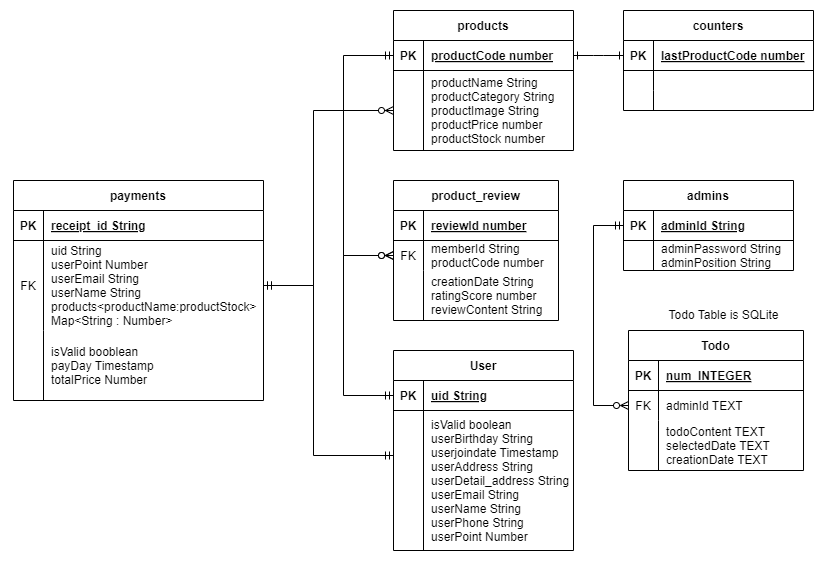 products
PK productCode number
productName String
productCategory String
productImage String
productPrice number
productStock number
counters
PK lastProductCode number
payments
PK receipt_id String
uid String
userPoint Number
userEmail String
FK
userName String
products<productName:productStock>
Map<String : Number>
isValid booblean
payDay Timestamp
totalPrice Number
product_review
PK reviewId number
memberId String
FK
productCode number
creationDate String
ratingScore number
reviewContent String
admins
PK adminId String
adminPassword String
adminPosition String
User
PK uid String
isValid boolean
userBirthday String
userjoindate Timestamp
userAddress String
userDetail_address String
userEmail String
userName String
userPhone String
userPoint Number
Todo Table is SQLite
Todo
PK num_INTEGER
FK adminId TEXT
todoContent TEXT
selectedDate TEXT
creationDate TEXT